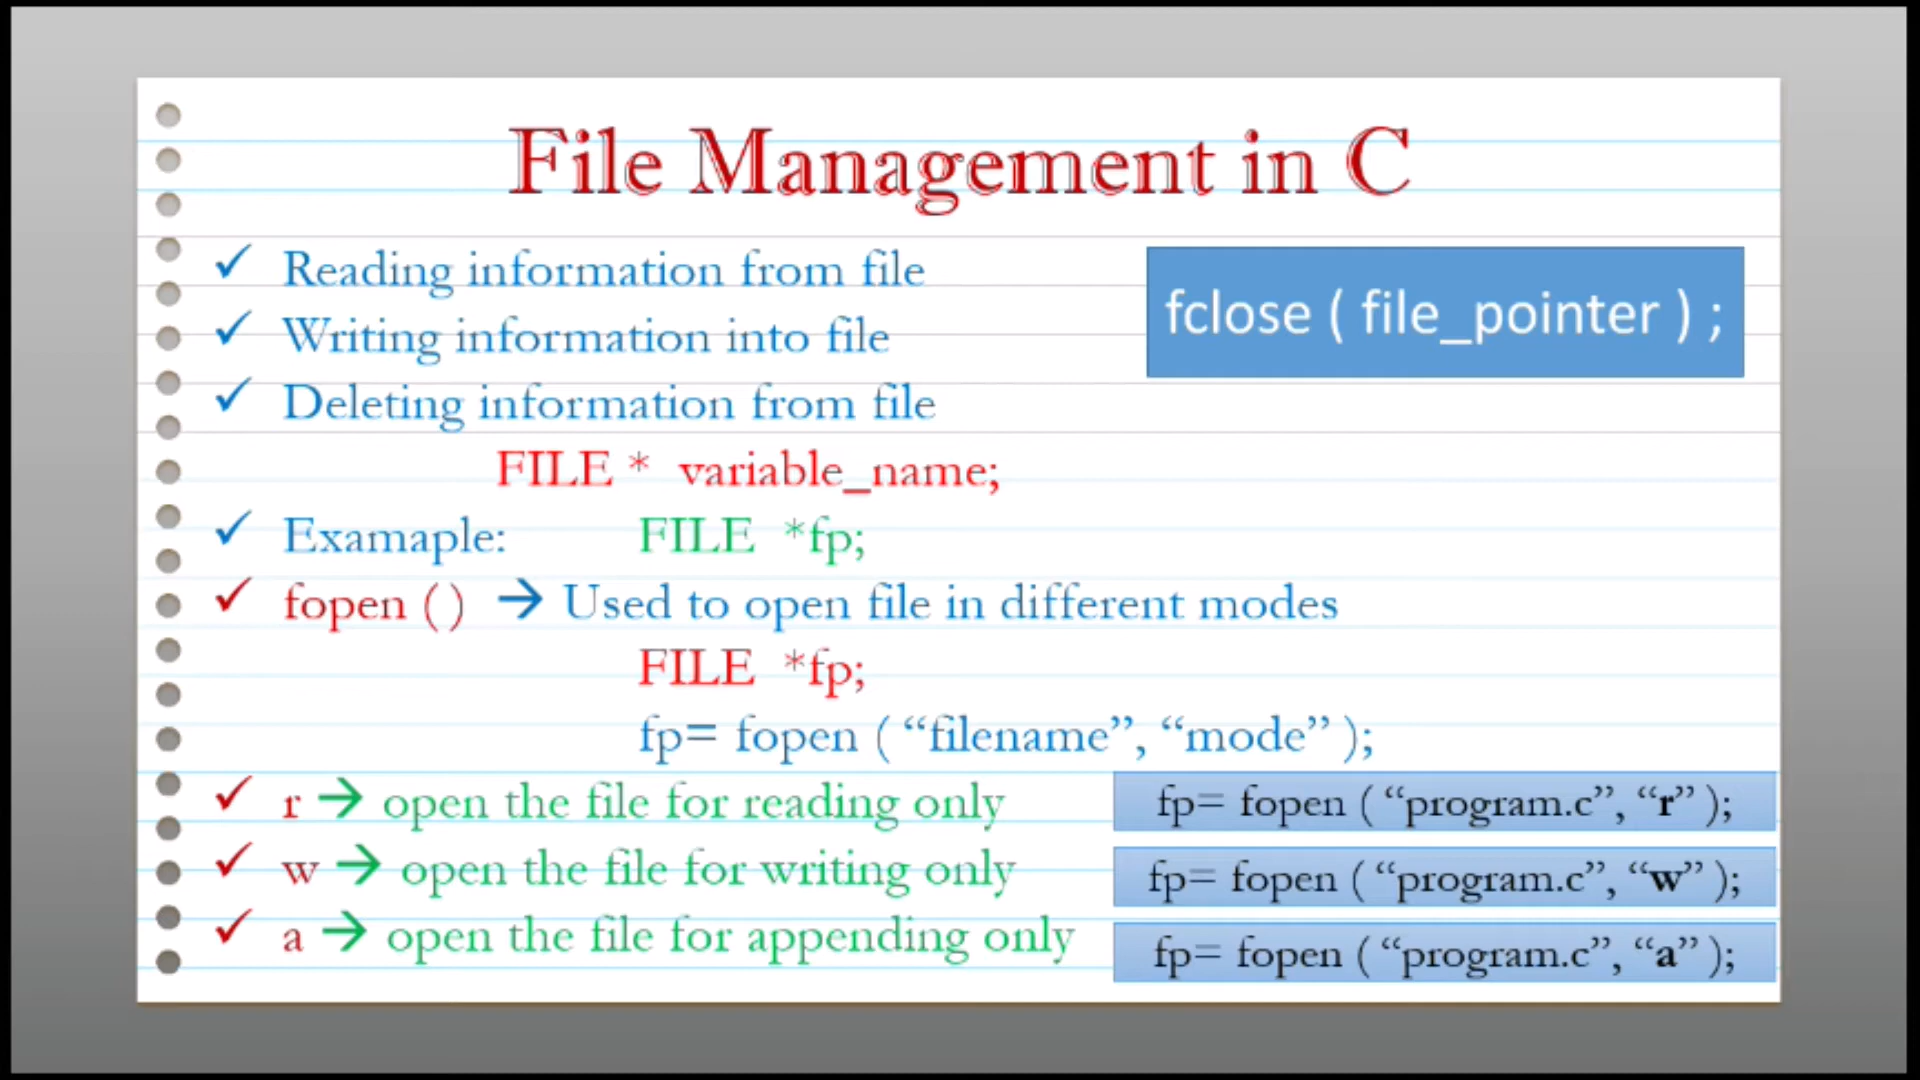 File Management in C
✓ Reading information from file
fclose ( file_pointer ) ;
✓ Writing information into file
✓ Deleting information from file
FILE * variable_name;
✓ Examaple: FILE *fp;
✓ fopen ( ) → Used to open file in different modes
FILE *fp;
fp= fopen ( “filename”, “mode” );
✓ r → open the file for reading only
fp= fopen ( “program.c”, “r” );
✓ w → open the file for writing only
fp= fopen ( “program.c”, “w” );
✓ a → open the file for appending only
fp= fopen ( “program.c”, “a” );